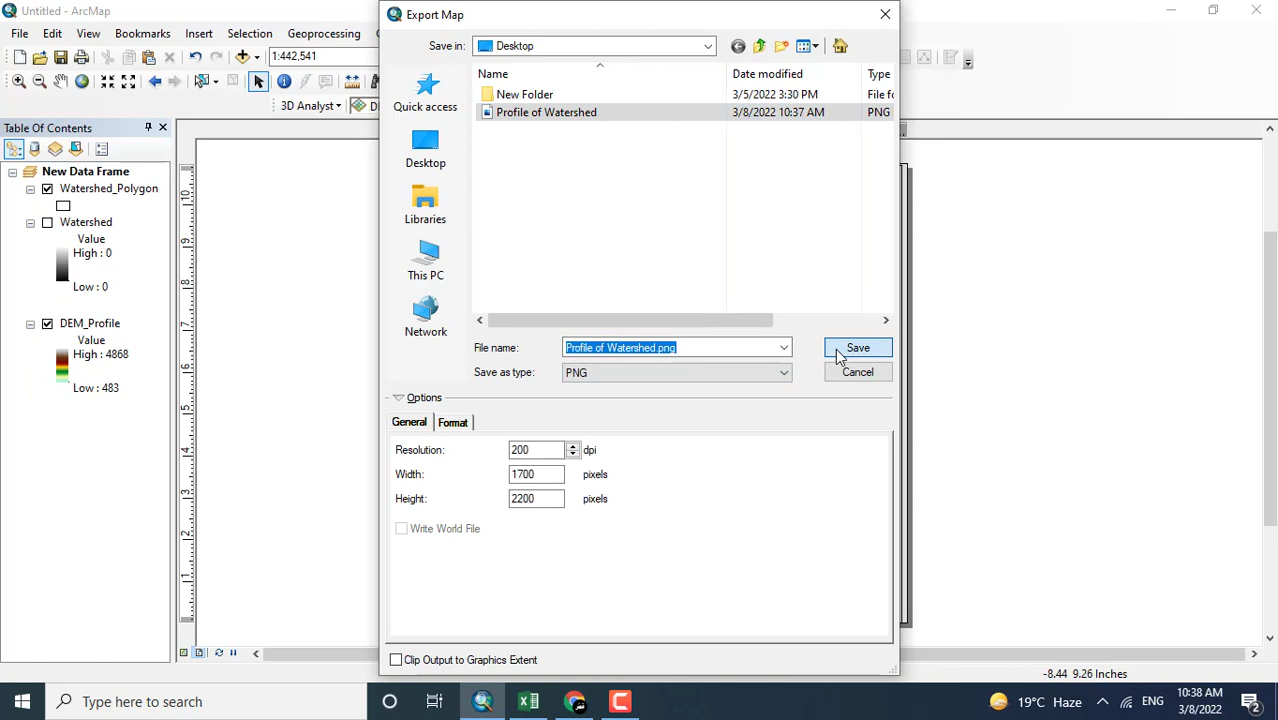 Untitled - ArcMap
File Edit View Bookmarks Insert Selection Geoprocessing
1:442,541
3D Analyst
Table Of Contents
New Data Frame
Watershed_Polygon
Watershed
Value
High : 0
Low : 0
DEM_Profile
Value
High : 4868
Low : 483
Export Map
Save in: Desktop
Quick access
Desktop
Libraries
This PC
Network
Name Date modified Type
New Folder 3/5/2022 3:30 PM File fo
Profile of Watershed 3/8/2022 10:37 AM PNG
File name: Profile of Watershed.png Save
Save as type: PNG Cancel
Options
General Format
Resolution: 200 dpi
Width: 1700 pixels
Height: 2200 pixels
Write World File
Clip Output to Graphics Extent
-8.44 9.26 Inches
Type here to search
19°C Haze ENG 10:38 AM 3/8/2022 2